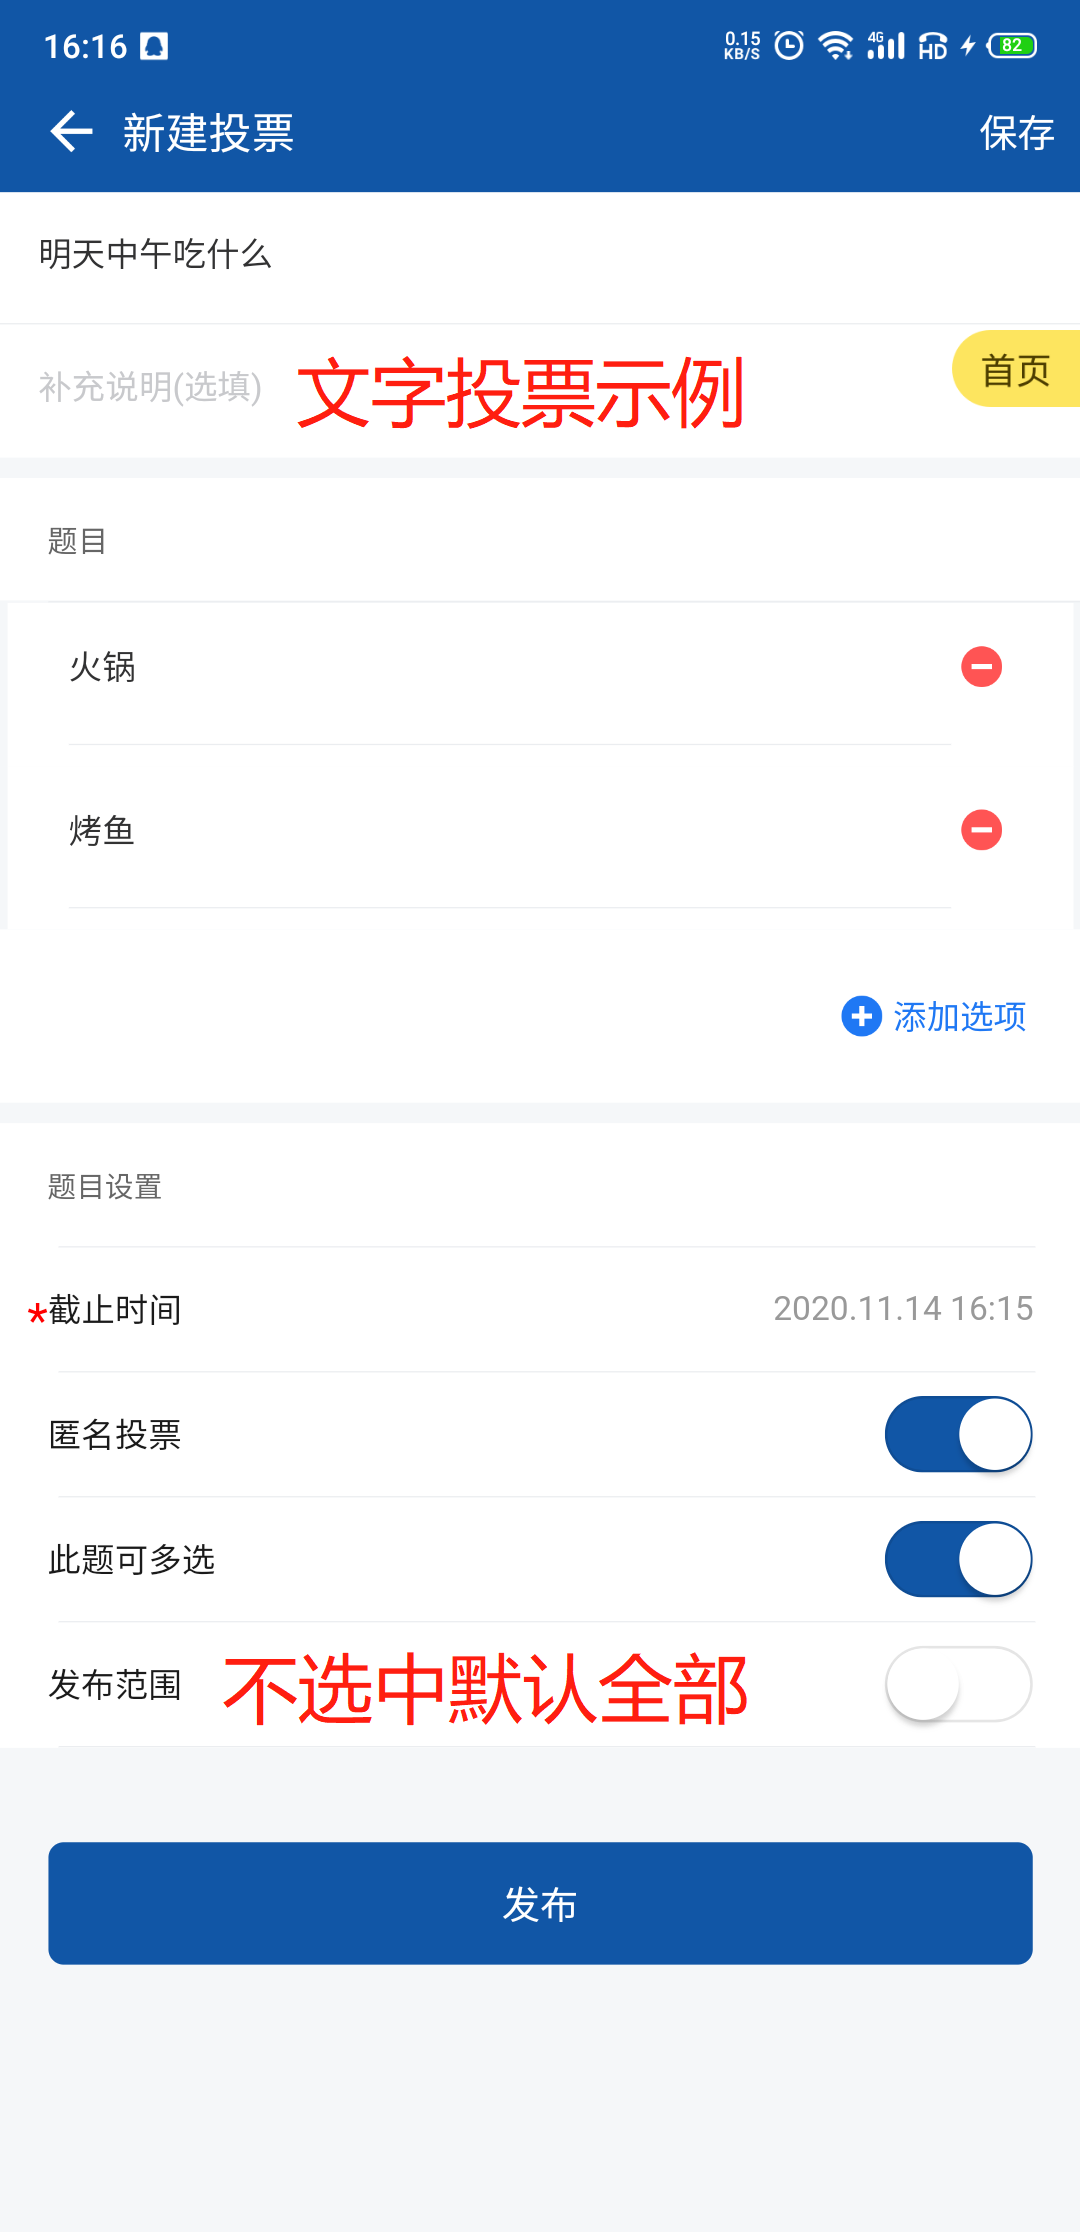 16:16 0.15 KB/S 4G HD 82
新建投票 保存
明天中午吃什么
补充说明(选填) 文字投票示例 首页
题目
火锅
烤鱼
添加选项
题目设置
*截止时间 2020.11.14 16:15
匿名投票
此题可多选
发布范围 不选中默认全部
发布